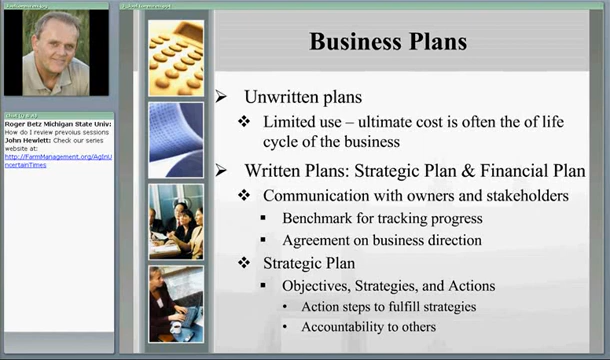 Roger Betz Michigan State Univ:
How do I review previous sessions
John Hewlett: Check our series
website at:
http://FarmManagement.org/AgInU
ncertainTimes
Business Plans
Unwritten plans
Limited use – ultimate cost is often the of life
cycle of the business
Written Plans: Strategic Plan & Financial Plan
Communication with owners and stakeholders
Benchmark for tracking progress
Agreement on business direction
Strategic Plan
Objectives, Strategies, and Actions
Action steps to fulfill strategies
Accountability to others